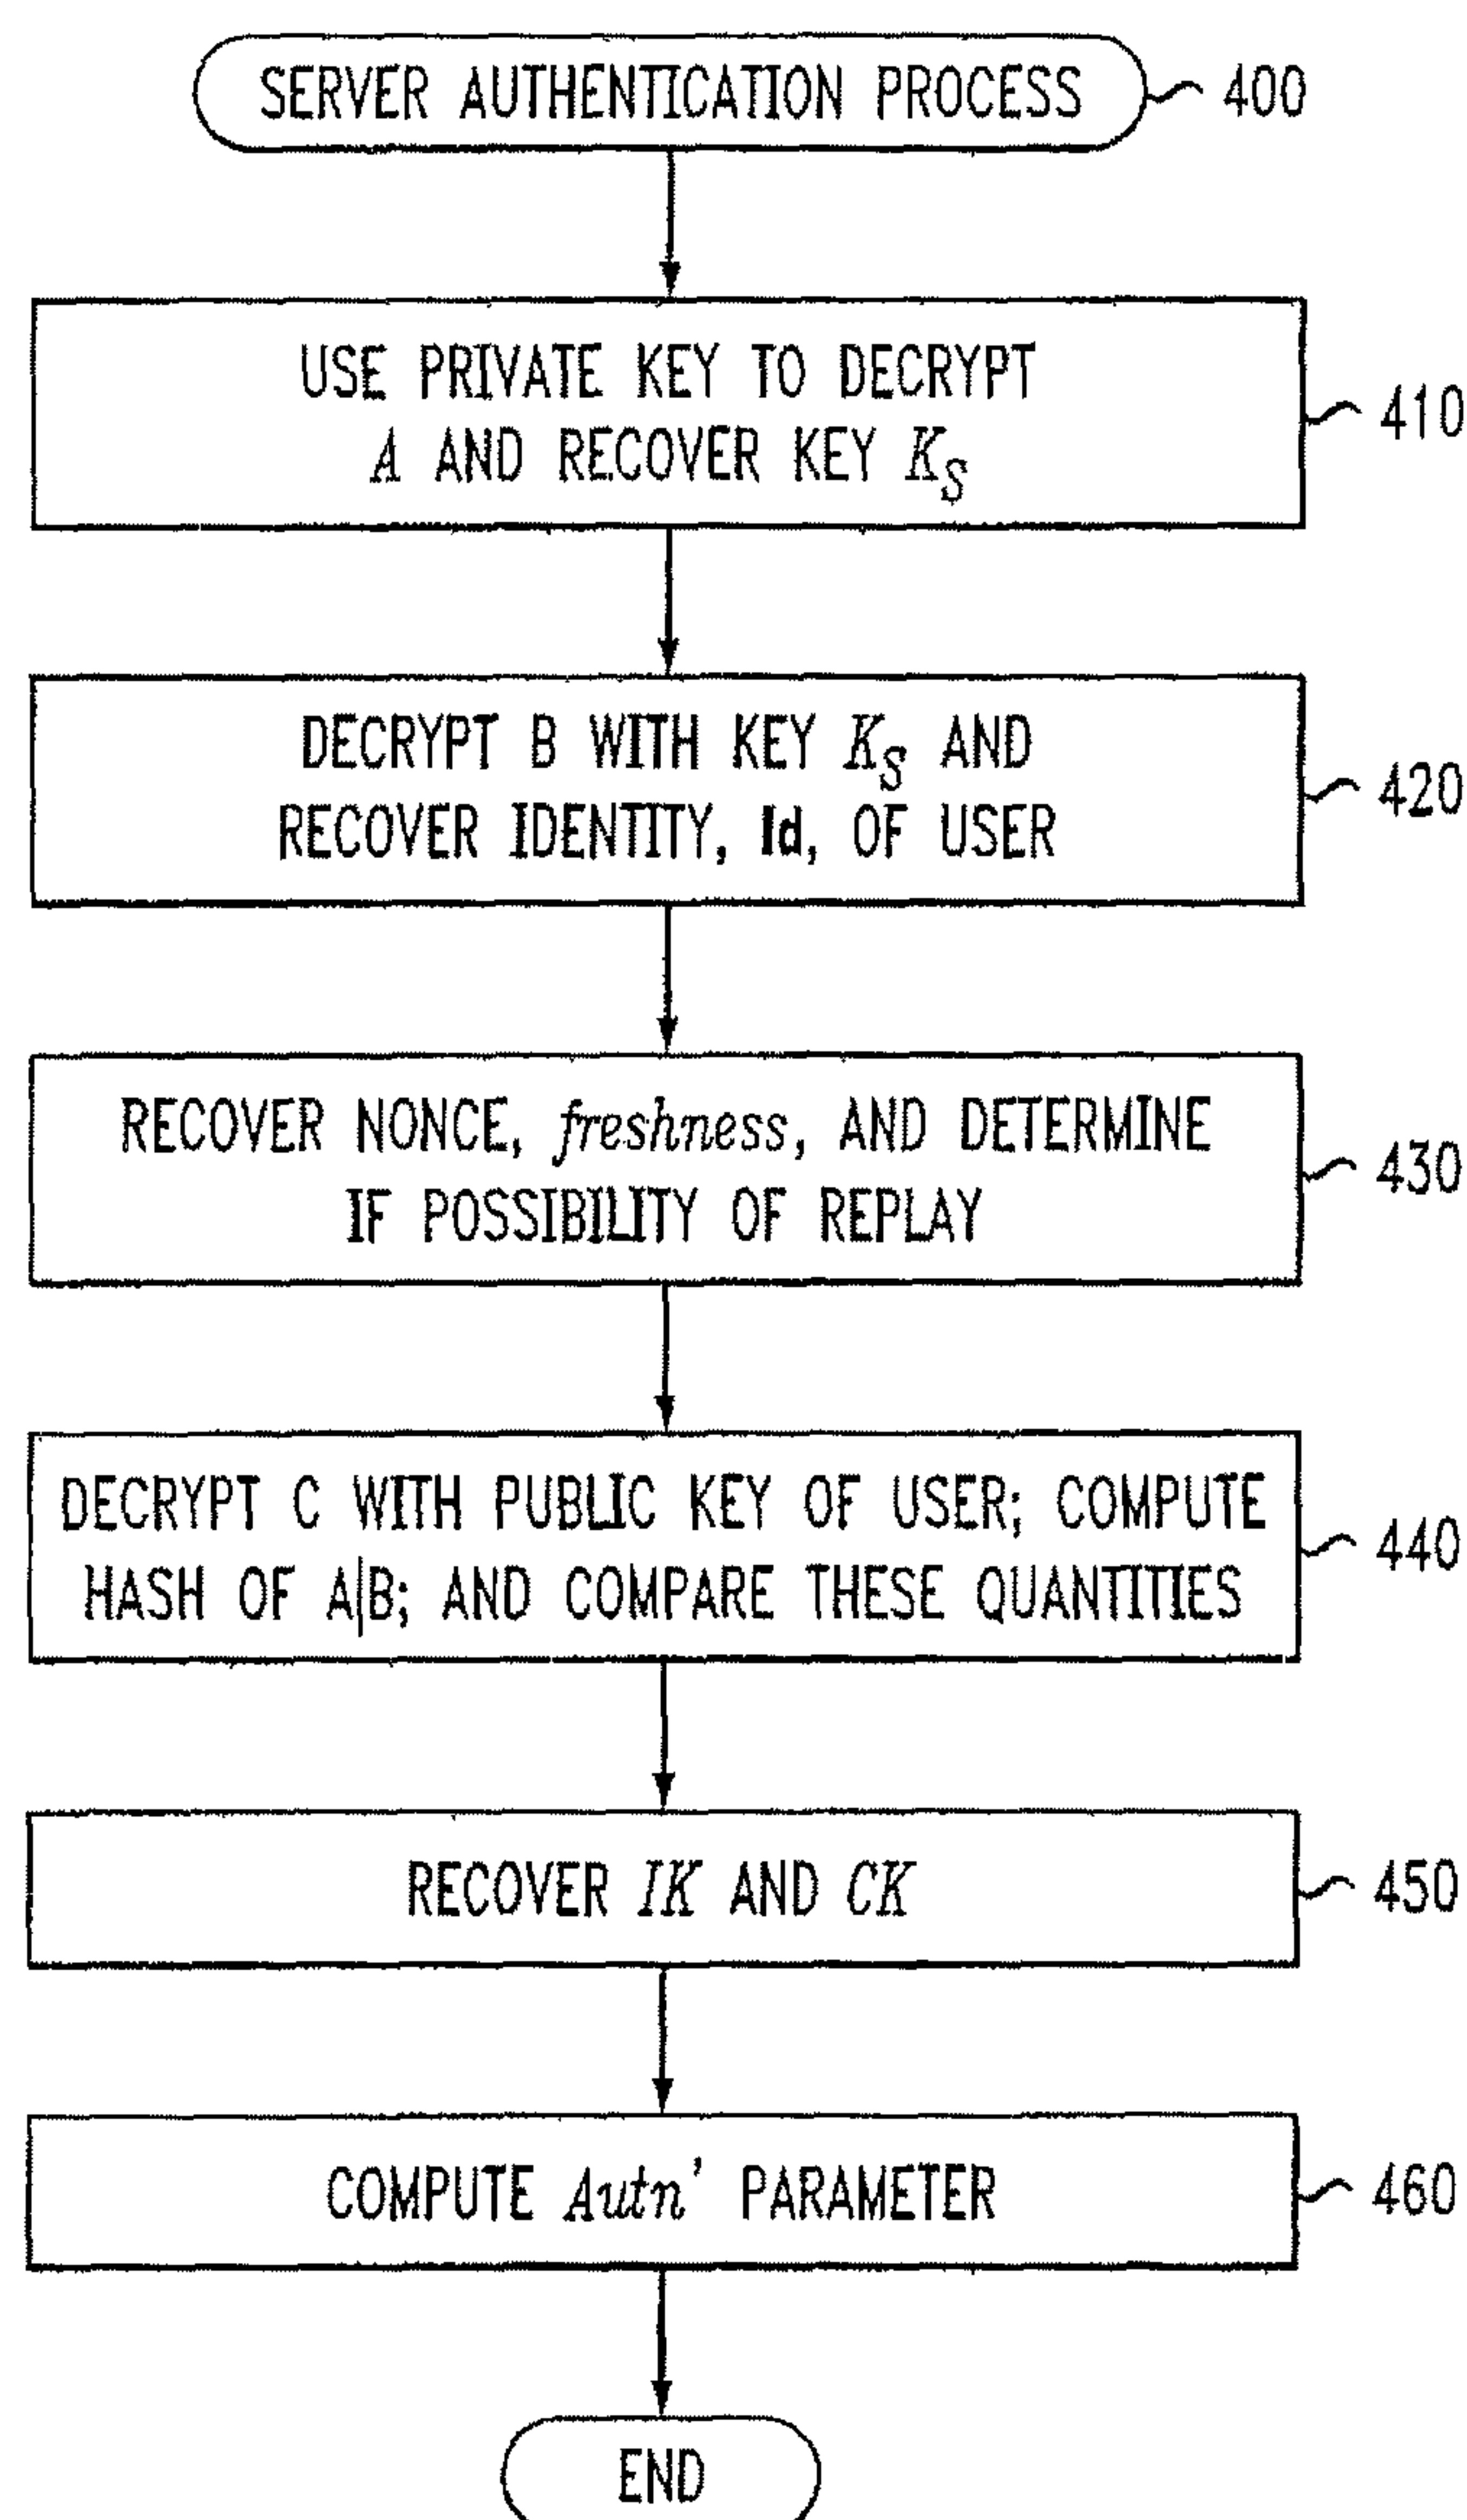 SERVER AUTHENTICATION PROCESS 400
USE PRIVATE KEY TO DECRYPT
A AND RECOVER KEY KS
410
DECRYPT B WITH KEY KS AND
RECOVER IDENTITY, Id, OF USER
420
RECOVER NONCE, freshness, AND DETERMINE
IF POSSIBILITY OF REPLAY
430
DECRYPT C WITH PUBLIC KEY OF USER; COMPUTE
HASH OF A|B; AND COMPARE THESE QUANTITIES
440
RECOVER IK AND CK 450
COMPUTE Autn' PARAMETER 460
END